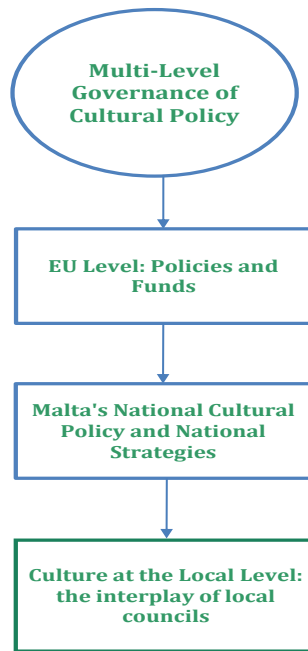 Multi-Level
Governance of
Cultural Policy
EU Level: Policies and
Funds
Malta's National Cultural
Policy and National
Strategies
Culture at the Local Level:
the interplay of local
councils